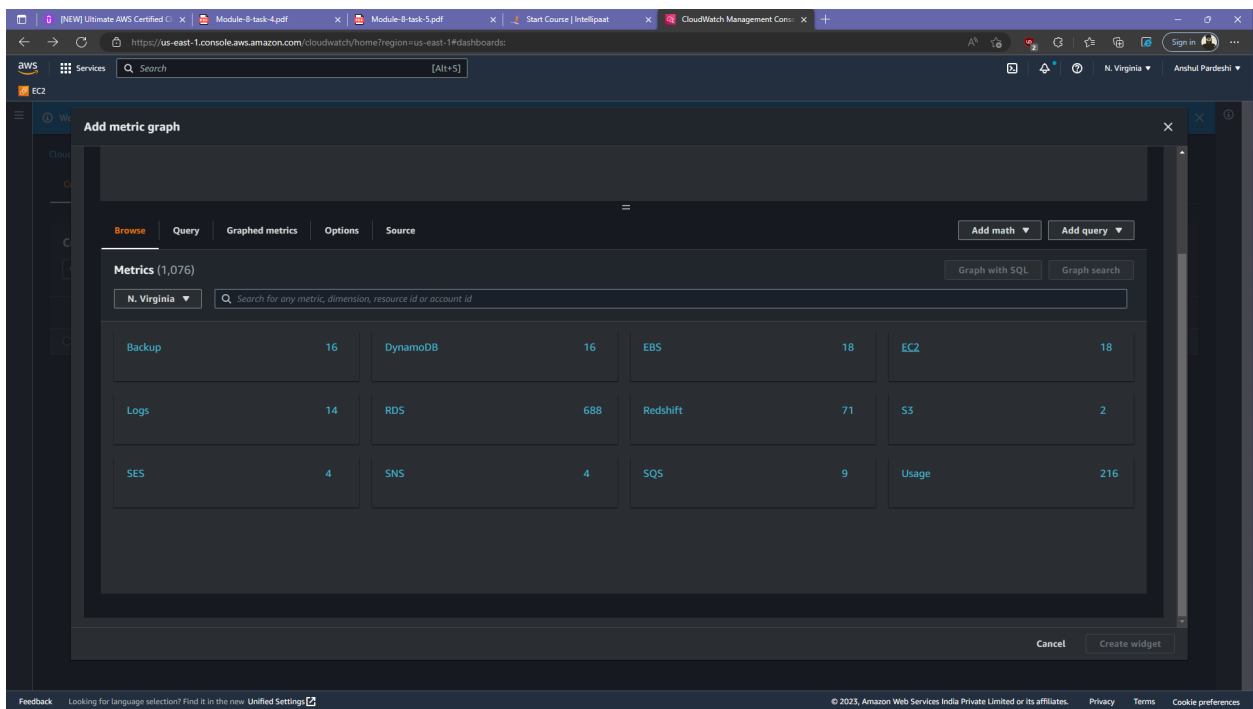 [NEW] Ultimate AWS Certified Cl
Module-8-task-4.pdf
Module-8-task-5.pdf
Start Course | Intellipaat
CloudWatch Management Conso
https://us-east-1.console.aws.amazon.com/cloudwatch/home?region=us-east-1#dashboards:
Sign in
aws
Services
Search
[Alt+S]
N. Virginia ▼
Anshul Pardeshi ▼
EC2
Add metric graph
Browse
Query
Graphed metrics
Options
Source
Add math ▼
Add query ▼
Metrics (1,076)
Graph with SQL
Graph search
N. Virginia ▼
Search for any metric, dimension, resource id or account id
Backup 16
DynamoDB 16
EBS 18
EC2 18
Logs 14
RDS 688
Redshift 71
S3 2
SES 4
SNS 4
SQS 9
Usage 216
Cancel
Create widget
Feedback
Looking for language selection? Find it in the new Unified Settings
© 2023, Amazon Web Services India Private Limited or its affiliates.
Privacy
Terms
Cookie preferences